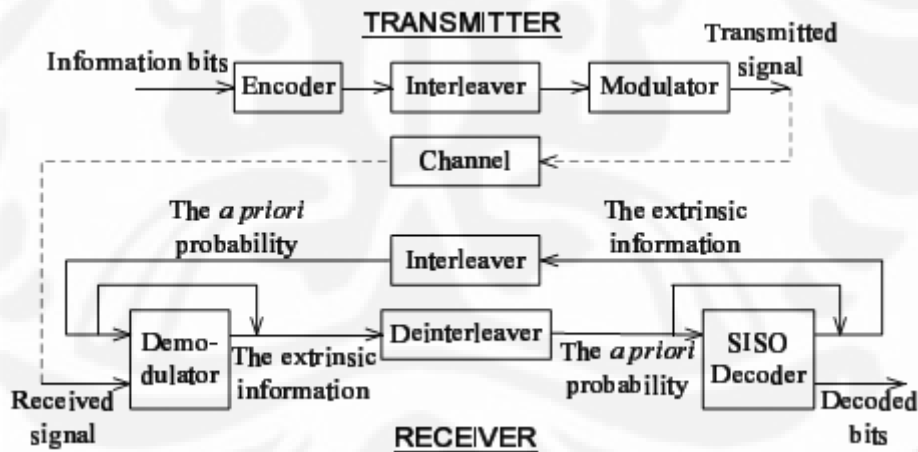 TRANSMITTER
Information bits
Encoder
Interleaver
Modulator
Transmitted
signal
Channel
The a priori
probability
Interleaver
The extrinsic
information
Demo-
dulator
The extrinsic
information
Deinterleaver
The a priori
probability
SISO
Decoder
Received
signal
Decoded
bits
RECEIVER